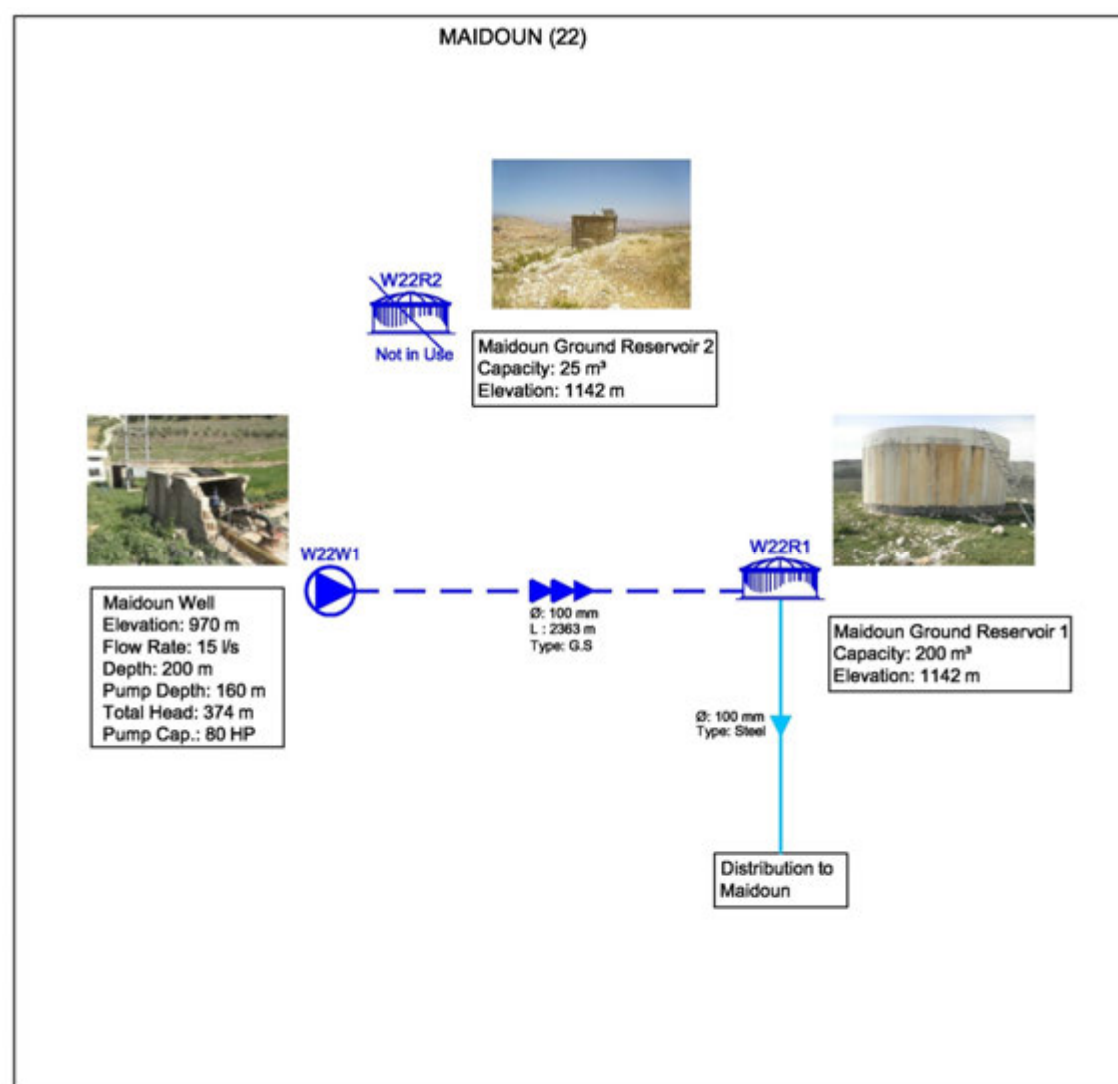 MAIDOUN (22)
W22R2
Not in Use
Maidoun Ground Reservoir 2
Capacity: 25 m³
Elevation: 1142 m
W22W1
Maidoun Well
Elevation: 970 m
Flow Rate: 15 l/s
Depth: 200 m
Pump Depth: 160 m
Total Head: 374 m
Pump Cap.: 80 HP
Ø: 100 mm
L : 2363 m
Type: G.S
W22R1
Maidoun Ground Reservoir 1
Capacity: 200 m³
Elevation: 1142 m
Ø: 100 mm
Type: Steel
Distribution to
Maidoun